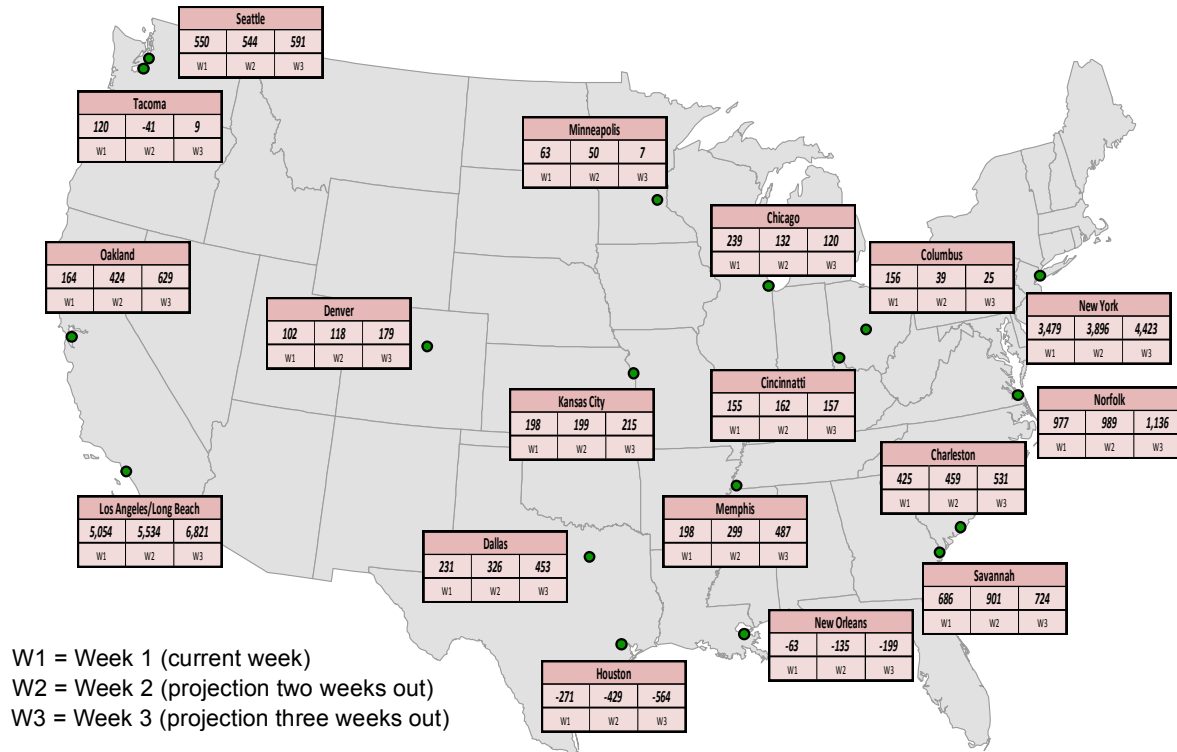 Seattle
550 544 591
W1 W2 W3
Tacoma
120 -41 9
W1 W2 W3
Minneapolis
63 50 7
W1 W2 W3
Chicago
239 132 120
W1 W2 W3
Columbus
156 39 25
W1 W2 W3
Oakland
164 424 629
W1 W2 W3
New York
3,479 3,896 4,423
W1 W2 W3
Denver
102 118 179
W1 W2 W3
Cincinnatti
155 162 157
W1 W2 W3
Kansas City
198 199 215
W1 W2 W3
Norfolk
977 989 1,136
W1 W2 W3
Charleston
425 459 531
W1 W2 W3
Los Angeles/Long Beach
5,054 5,534 6,821
W1 W2 W3
Memphis
198 299 487
W1 W2 W3
Dallas
231 326 453
W1 W2 W3
Savannah
686 901 724
W1 W2 W3
New Orleans
-63 -135 -199
W1 W2 W3
Houston
-271 -429 -564
W1 W2 W3
W1 = Week 1 (current week)
W2 = Week 2 (projection two weeks out)
W3 = Week 3 (projection three weeks out)